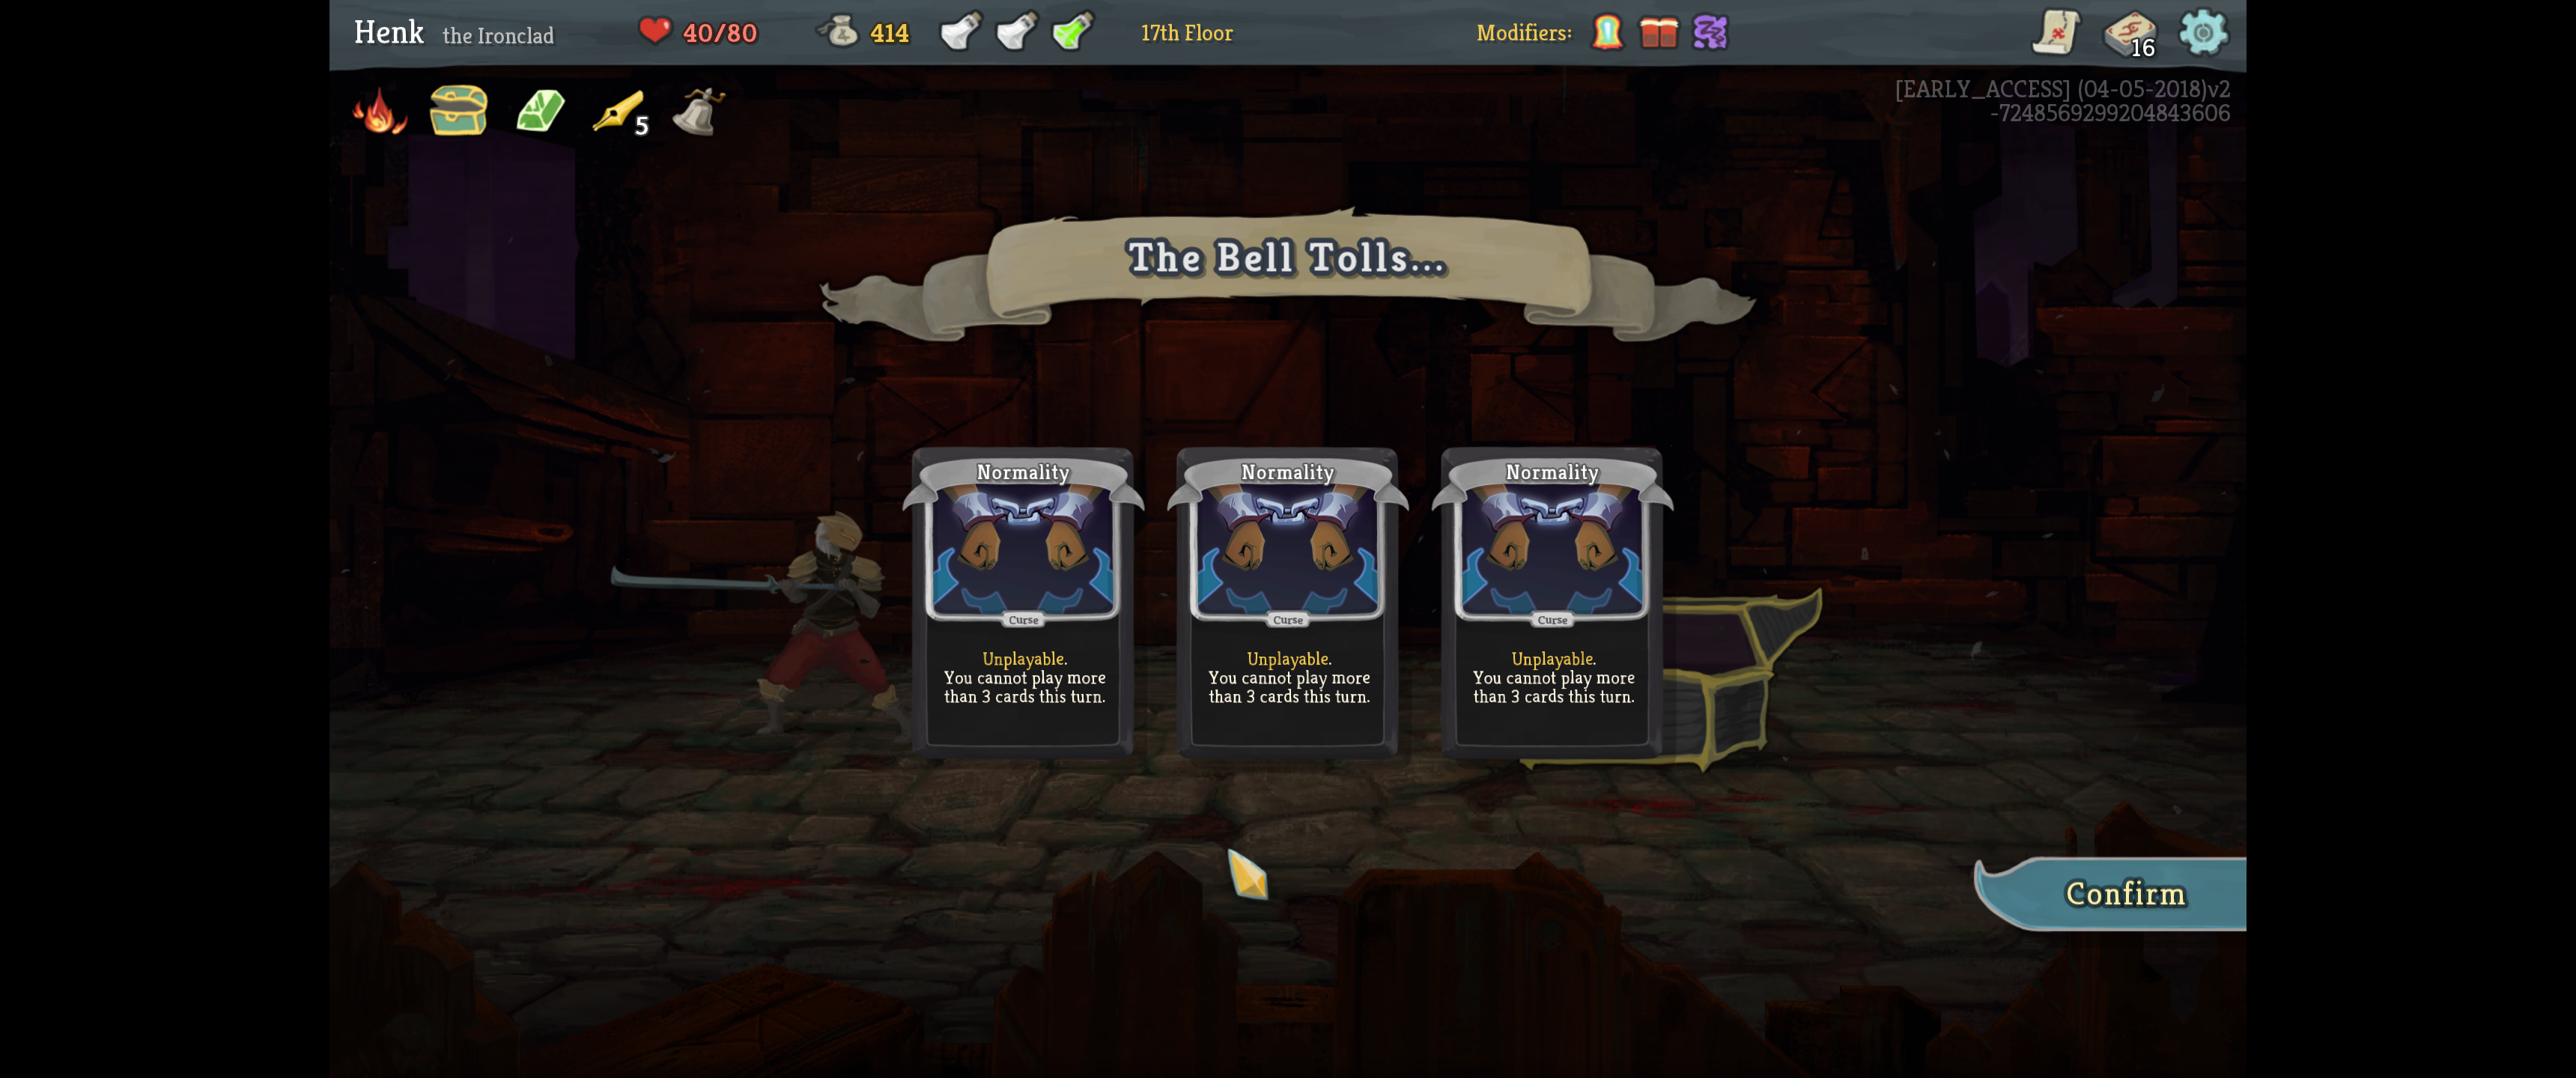 Henk the Ironclad 40/80 414 17th Floor Modifiers: 16
5
[EARLY_ACCESS] (04-05-2018)v2
-7248569299204843606
The Bell Tolls...
Normality
Curse
Unplayable.
You cannot play more
than 3 cards this turn.
Normality
Curse
Unplayable.
You cannot play more
than 3 cards this turn.
Normality
Curse
Unplayable.
You cannot play more
than 3 cards this turn.
Confirm